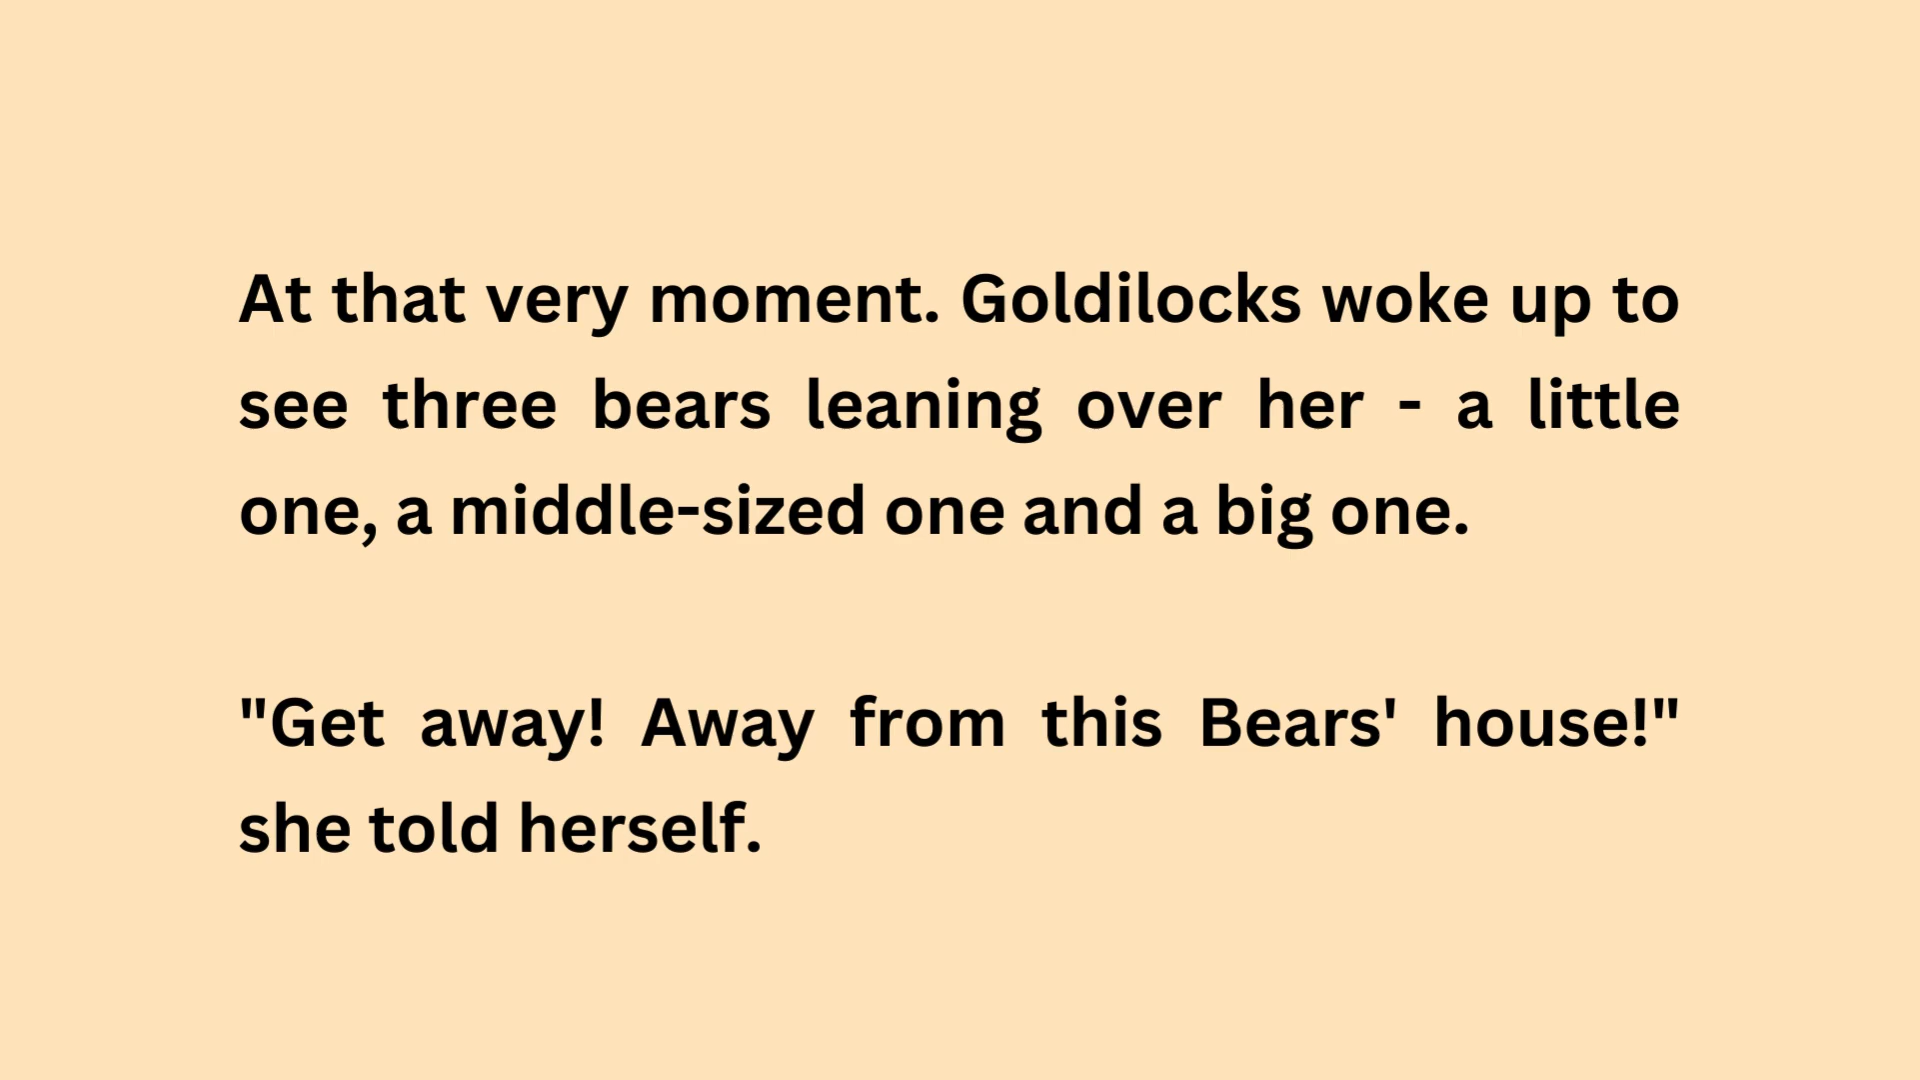 At that very moment. Goldilocks woke up to
see three bears leaning over her - a little
one, a middle-sized one and a big one.
"Get away! Away from this Bears' house!"
she told herself.